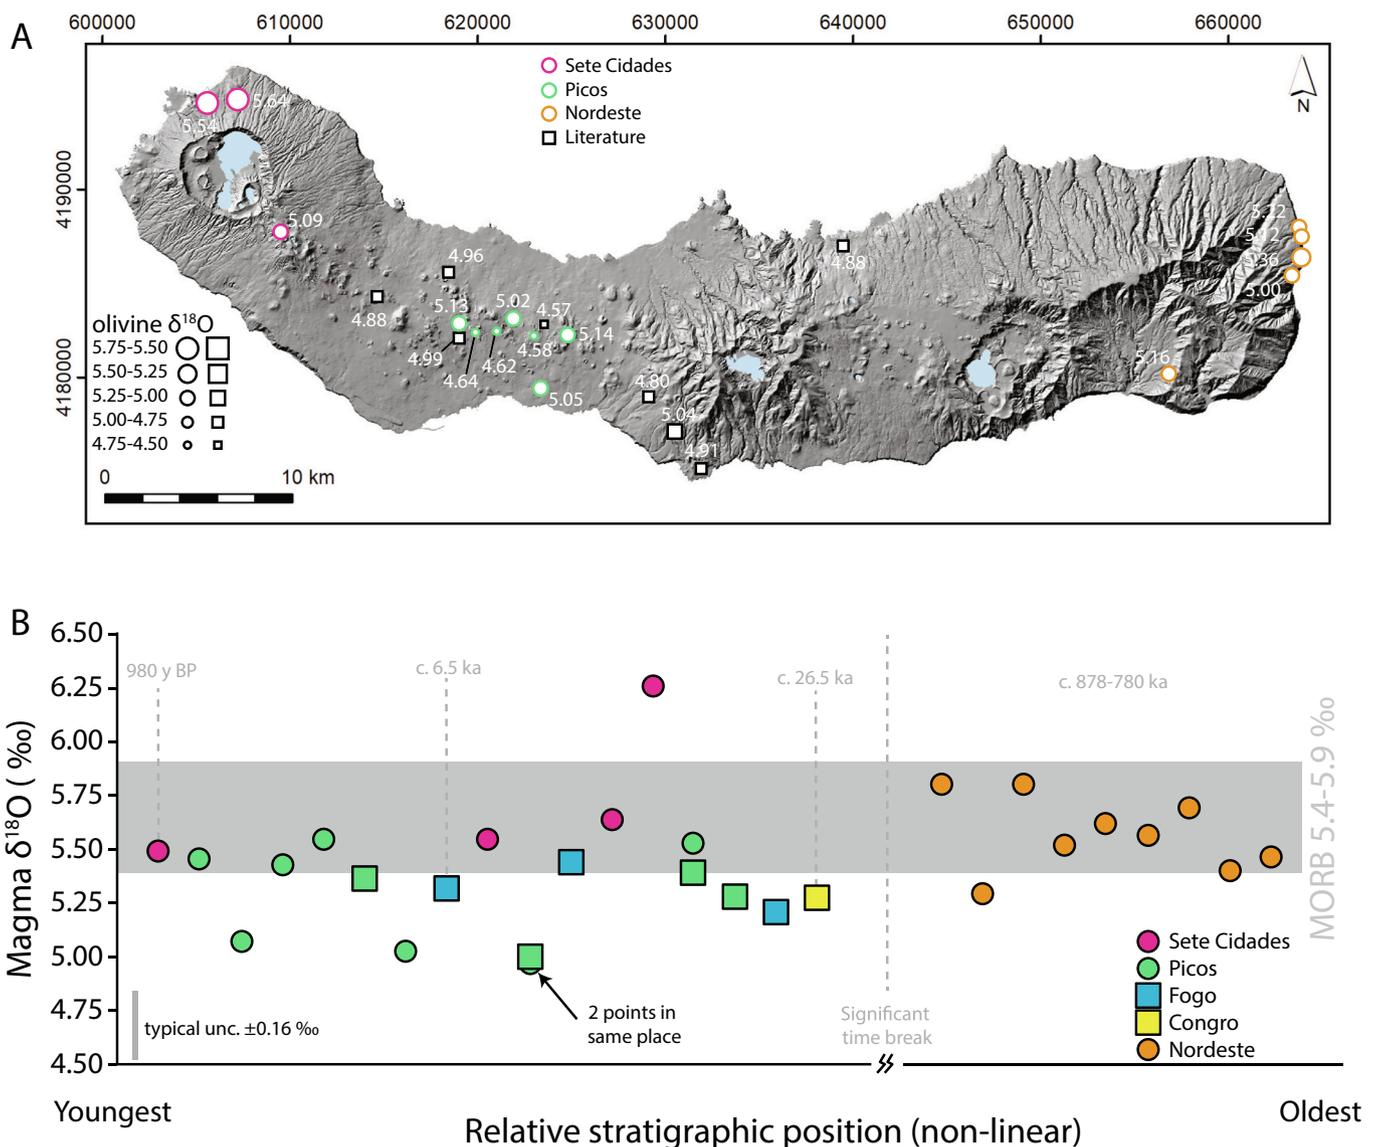 A
600000 610000 620000 630000 640000 650000 660000
4190000
4180000
Sete Cidades
Picos
Nordeste
Literature
N
5.64
5.54
5.09
4.96
4.88
5.13
5.02
4.57
5.14
4.99
4.64
4.62
4.58
5.05
4.80
5.04
4.91
4.88
5.12
5.36
5.00
5.16
olivine δ¹⁸O
5.75-5.50
5.50-5.25
5.25-5.00
5.00-4.75
4.75-4.50
0 10 km
B
6.50
6.25
6.00
5.75
5.50
5.25
5.00
4.75
4.50
Magma δ¹⁸O ( ‰)
980 y BP
c. 6.5 ka
c. 26.5 ka
c. 878-780 ka
MORB 5.4-5.9 ‰
typical unc. ±0.16 ‰
2 points in
same place
Significant
time break
Sete Cidades
Picos
Fogo
Congro
Nordeste
Youngest
Oldest
Relative stratigraphic position (non-linear)